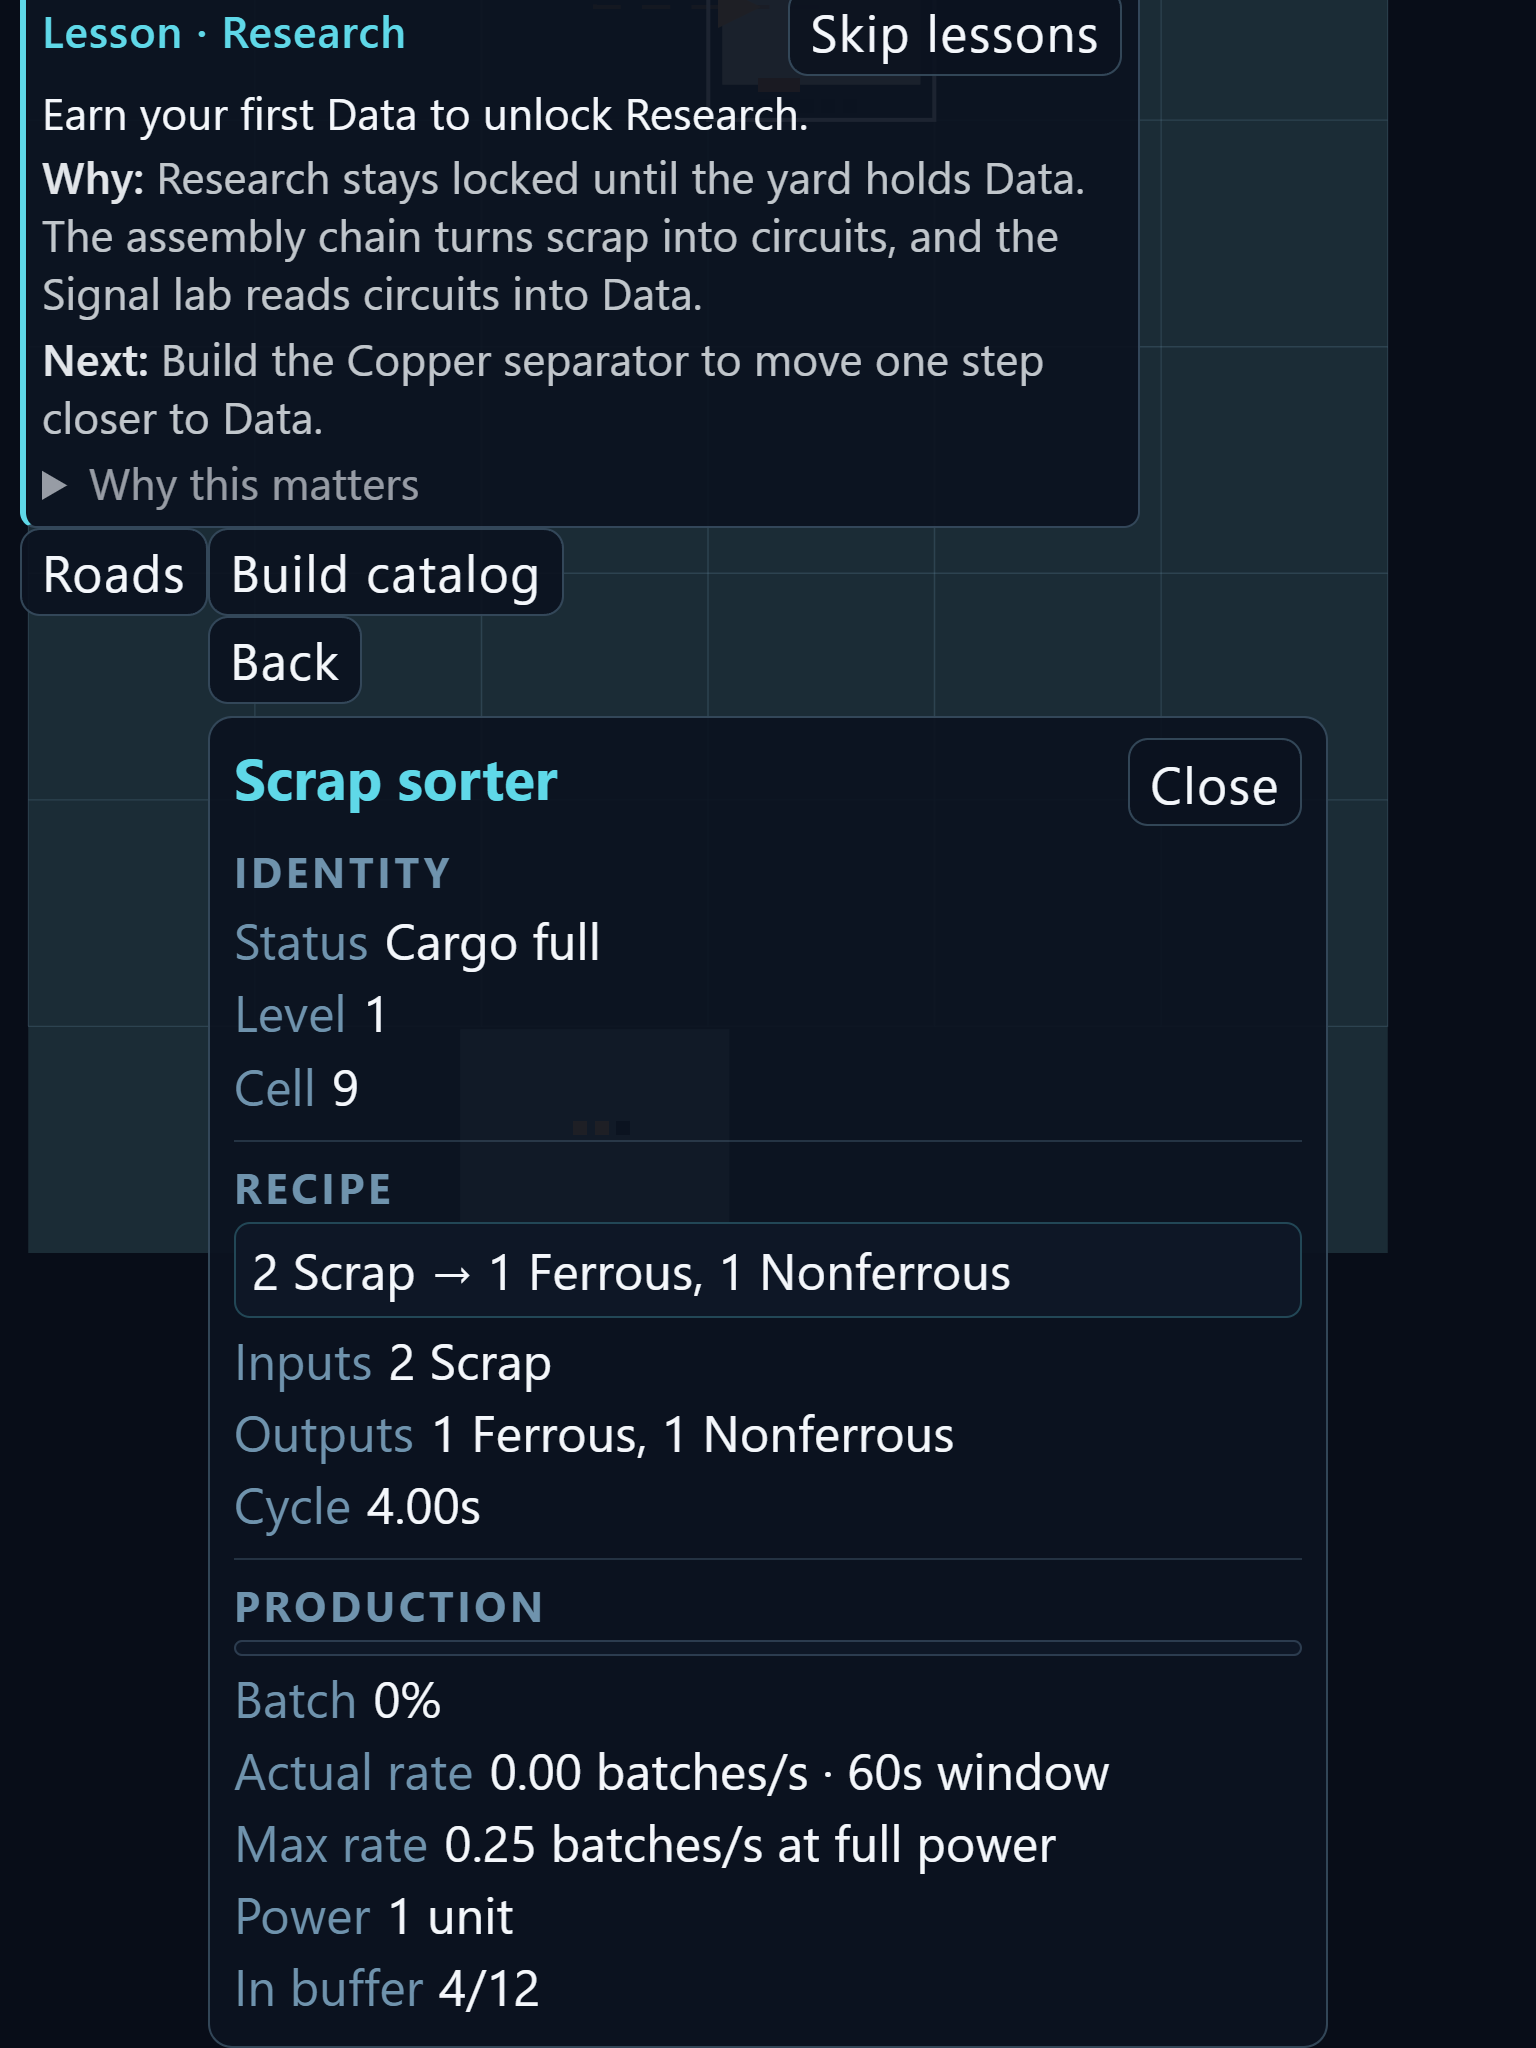 Lesson · Research
Skip lessons
Earn your first Data to unlock Research.
Why: Research stays locked until the yard holds Data.
The assembly chain turns scrap into circuits, and the
Signal lab reads circuits into Data.
Next: Build the Copper separator to move one step
closer to Data.
▶ Why this matters
Roads
Build catalog
Back
Scrap sorter
Close
IDENTITY
Status Cargo full
Level 1
Cell 9
RECIPE
2 Scrap → 1 Ferrous, 1 Nonferrous
Inputs 2 Scrap
Outputs 1 Ferrous, 1 Nonferrous
Cycle 4.00s
PRODUCTION
Batch 0%
Actual rate 0.00 batches/s · 60s window
Max rate 0.25 batches/s at full power
Power 1 unit
In buffer 4/12